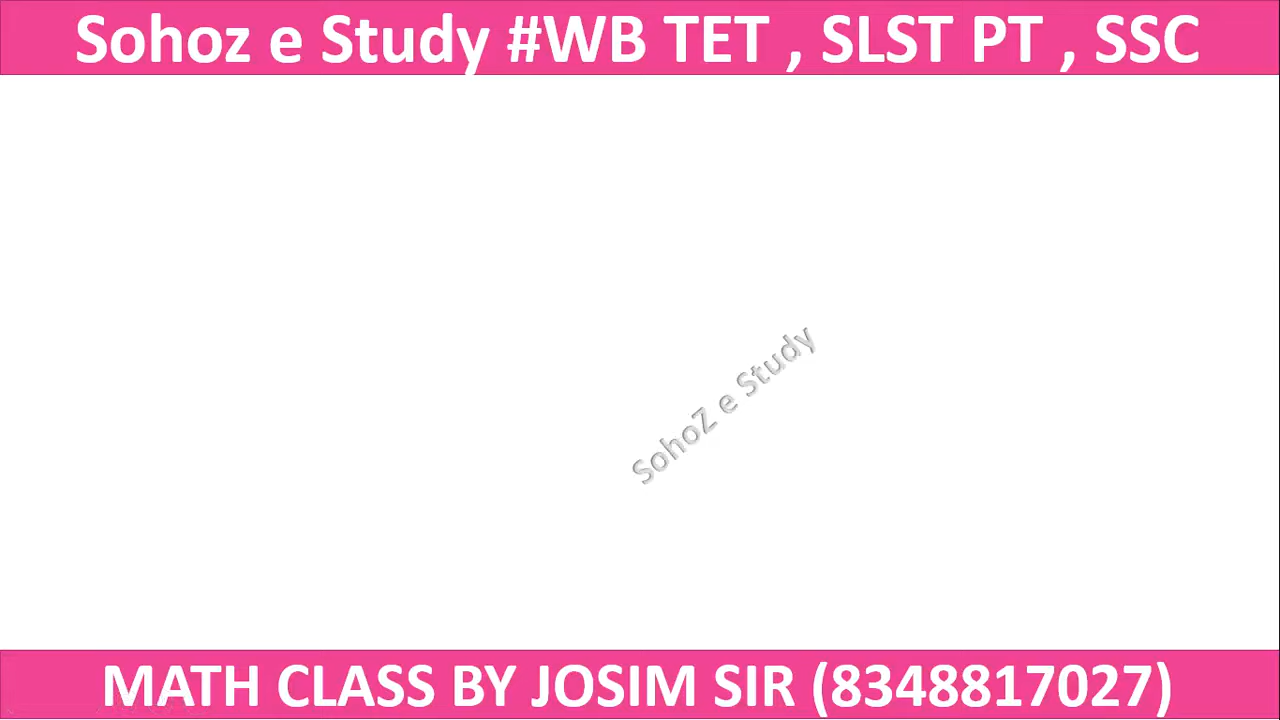 Sohoz e Study #WB TET , SLST PT , SSC
SohoZ e Study
MATH CLASS BY JOSIM SIR (8348817027)